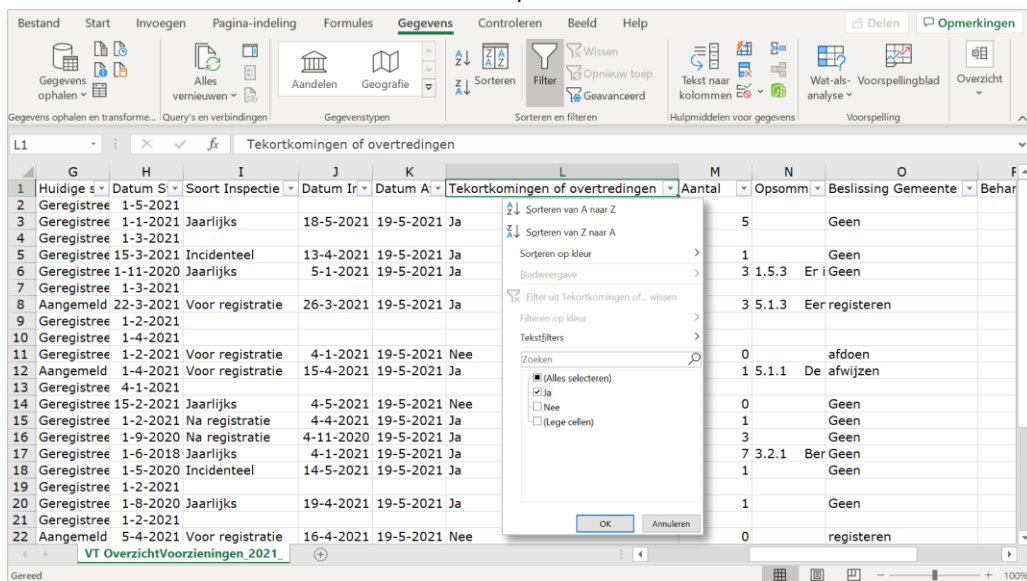 Bestand Start Invoegen Pagina-indeling Formules Gegevens Controleren Beeld Help Delen Opmerkingen
Gegevens ophalen
Alles vernieuwen
Aandelen Geografie
Sorteren Filter
Wissen
Opnieuw toep.
Geavanceerd
Tekst naar kolommen
Wat-als-analyse Voorspellingblad
Overzicht
Gegevens ophalen en transforme... Query's en verbindingen Gegevenstypen Sorteren en filteren Hulpmiddelen voor gegevens Voorspelling
L1 fx Tekortkomingen of overtredingen
G H I J K L M N O
1 Huidige s Datum S Soort Inspectie Datum Ir Datum A Tekortkomingen of overtredingen Aantal Opsomm Beslissing Gemeente Behar
2 Geregistree 1-5-2021
3 Geregistree 1-1-2021 Jaarlijks 18-5-2021 19-5-2021 Ja 5 Geen
4 Geregistree 1-3-2021
5 Geregistree 15-3-2021 Incidenteel 13-4-2021 19-5-2021 Ja 1 Geen
6 Geregistree 1-11-2020 Jaarlijks 5-1-2021 19-5-2021 Ja 3 1.5.3 Er i Geen
7 Geregistree 1-3-2021
8 Aangemeld 22-3-2021 Voor registratie 26-3-2021 19-5-2021 Ja 3 5.1.3 Eer registeren
9 Geregistree 1-2-2021
10 Geregistree 1-4-2021
11 Geregistree 1-2-2021 Voor registratie 4-1-2021 19-5-2021 Nee 0 afdoen
12 Aangemeld 1-4-2021 Voor registratie 15-4-2021 19-5-2021 Ja 1 5.1.1 De afwijzen
13 Geregistree 4-1-2021
14 Geregistree 15-2-2021 Jaarlijks 4-5-2021 19-5-2021 Nee 0 Geen
15 Geregistree 1-2-2021 Na registratie 4-4-2021 19-5-2021 Ja 1 Geen
16 Geregistree 1-9-2020 Na registratie 4-11-2020 19-5-2021 Ja 3 Geen
17 Geregistree 1-6-2018 Jaarlijks 4-1-2021 19-5-2021 Ja 7 3.2.1 Ber Geen
18 Geregistree 1-5-2020 Incidenteel 14-5-2021 19-5-2021 Ja 1 Geen
19 Geregistree 1-2-2021
20 Geregistree 1-8-2020 Jaarlijks 19-4-2021 19-5-2021 Ja 1 Geen
21 Geregistree 1-2-2021
22 Aangemeld 5-4-2021 Voor registratie 16-4-2021 19-5-2021 Nee 0 registeren
Sorteren van A naar Z
Sorteren van Z naar A
Sorteren op kleur
Bladweergave
Filter uit Tekortkomingen of... wissen
Filteren op kleur
Tekstfilters
Zoeken
(Alles selecteren)
Ja
Nee
(Lege cellen)
OK Annuleren
VT OverzichtVoorzieningen_2021_
Gereed 100%